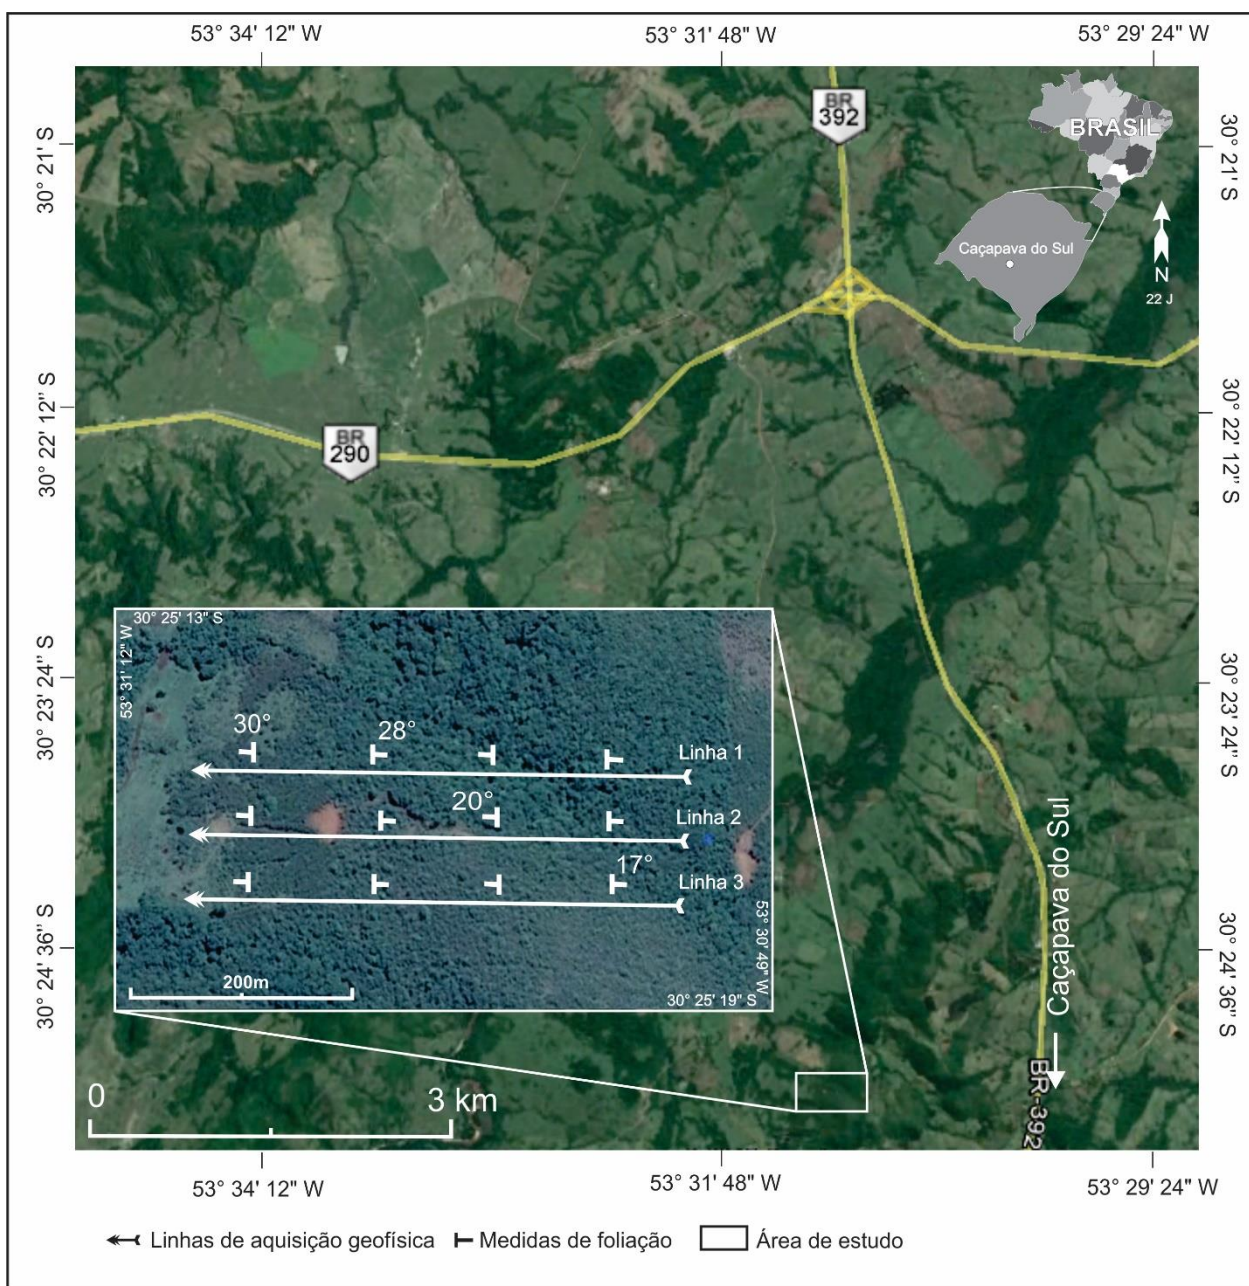 53° 34' 12" W
53° 31' 48" W
53° 29' 24" W
30° 21' S
30° 21' S
BR
392
BRASIL
Caçapava do Sul
N
22 J
30° 22' 12" S
30° 22' 12" S
BR
290
30° 25' 13" S
53° 31' 12" W
30°
28°
Linha 1
20°
Linha 2
17°
Linha 3
53° 30' 49" W
200m
30° 25' 19" S
30° 23' 24" S
30° 23' 24" S
Caçapava do Sul
30° 24' 36" S
30° 24' 36" S
BR-392
0
3 km
53° 34' 12" W
53° 31' 48" W
53° 29' 24" W
Linhas de aquisição geofísica
Medidas de foliação
Área de estudo